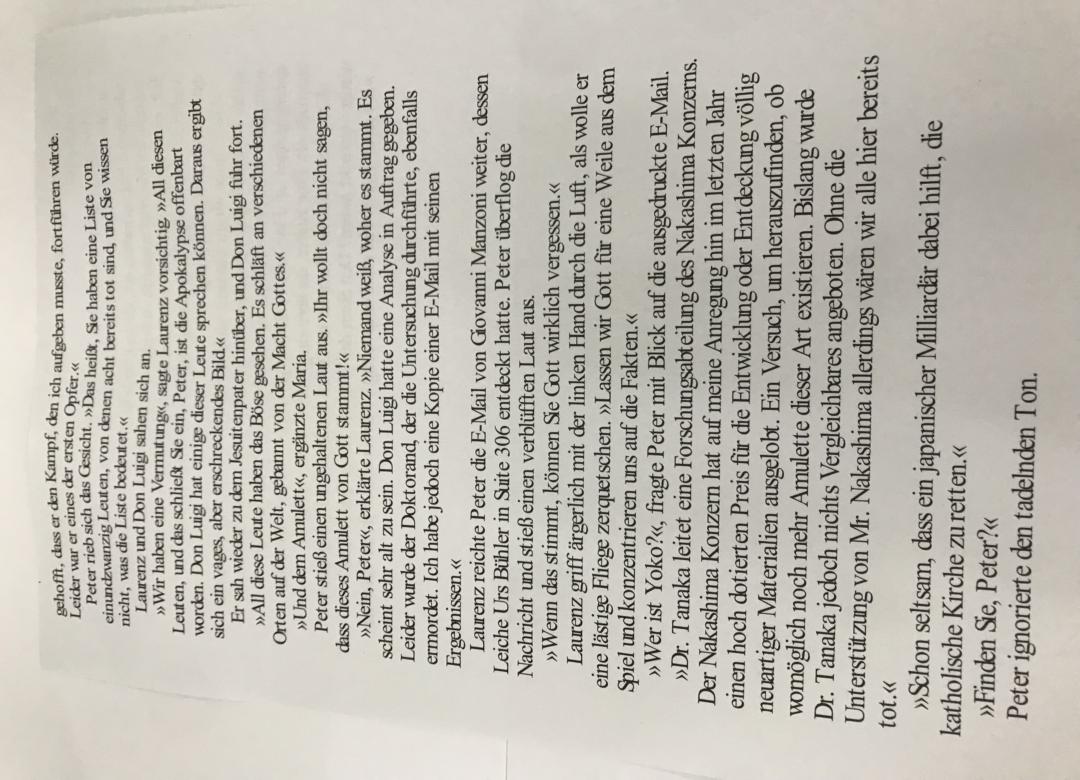 gehofft, dass er den Kampf, den ich aufgeben musste, fortführen würde.
Leider war er eines der ersten Opfer.«
Peter rieb sich das Gesicht. »Das heißt, Sie haben eine Liste von
einundzwanzig Leuten, von denen acht bereits tot sind, und Sie wissen
nicht, was die Liste bedeutet.«
Laurenz und Don Luigi sahen sich an.
»Wir haben eine Vermutung«, sagte Laurenz vorsichtig. »All diesen
Leuten, und das schließt Sie ein, Peter, ist die Apokalypse offenbart
worden. Don Luigi hat einige dieser Leute sprechen können. Daraus ergibt
sich ein vages, aber erschreckendes Bild.«
Er sah wieder zu dem Jesuitenpater hinüber, und Don Luigi fuhr fort.
»All diese Leute haben das Böse gesehen. Es schläft an verschiedenen
Orten auf der Welt, gebannt von der Macht Gottes.«
»Und dem Amulett«, ergänzte Maria.
Peter stieß einen ungehaltenen Laut aus. »Ihr wollt doch nicht sagen,
dass dieses Amulett von Gott stammt!«
»Nein, Peter«, erklärte Laurenz. »Niemand weiß, woher es stammt. Es
scheint sehr alt zu sein. Don Luigi hatte eine Analyse in Auftrag gegeben.
Leider wurde der Doktorand, der die Untersuchung durchführte, ebenfalls
ermordet. Ich habe jedoch eine Kopie einer E-Mail mit seinen
Ergebnissen.«
Laurenz reichte Peter die E-Mail von Giovanni Manzoni weiter, dessen
Leiche Urs Bühler in Suite 306 entdeckt hatte. Peter überflog die
Nachricht und stieß einen verblüfften Laut aus.
»Wenn das stimmt, können Sie Gott wirklich vergessen.«
Laurenz griff ärgerlich mit der linken Hand durch die Luft, als wolle er
eine lästige Fliege zerquetschen. »Lassen wir Gott für eine Weile aus dem
Spiel und konzentrieren uns auf die Fakten.«
»Wer ist Yoko?«, fragte Peter mit Blick auf die ausgedruckte E-Mail.
»Dr. Tanaka leitet eine Forschungsabteilung des Nakashima Konzerns.
Der Nakashima Konzern hat auf meine Anregung hin im letzten Jahr
einen hoch dotierten Preis für die Entwicklung oder Entdeckung völlig
neuartiger Materialien ausgelobt. Ein Versuch, um herauszufinden, ob
womöglich noch mehr Amulette dieser Art existieren. Bislang wurde
Dr. Tanaka jedoch nichts Vergleichbares angeboten. Ohne die
Unterstützung von Mr. Nakashima allerdings wären wir alle hier bereits
tot.«
»Schon seltsam, dass ein japanischer Milliardär dabei hilft, die
katholische Kirche zu retten.«
»Finden Sie, Peter?«
Peter ignorierte den tadelnden Ton.